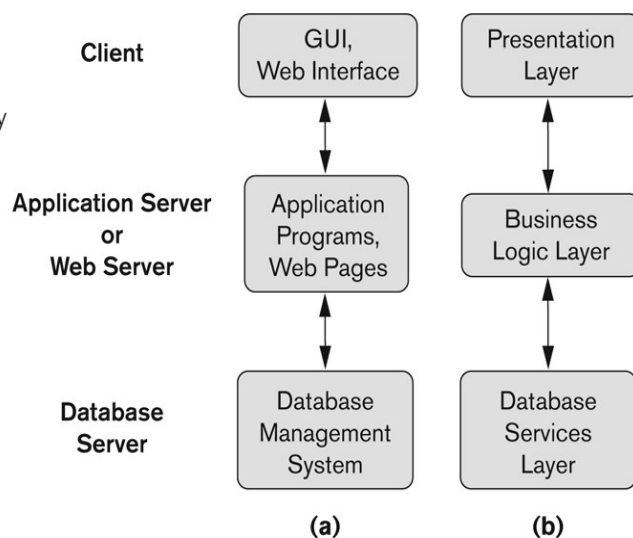 Client
GUI,
Web Interface
Presentation
Layer
y
Application Server
or
Web Server
Application
Programs,
Web Pages
Business
Logic Layer
Database
Server
Database
Management
System
Database
Services
Layer
(a)
(b)